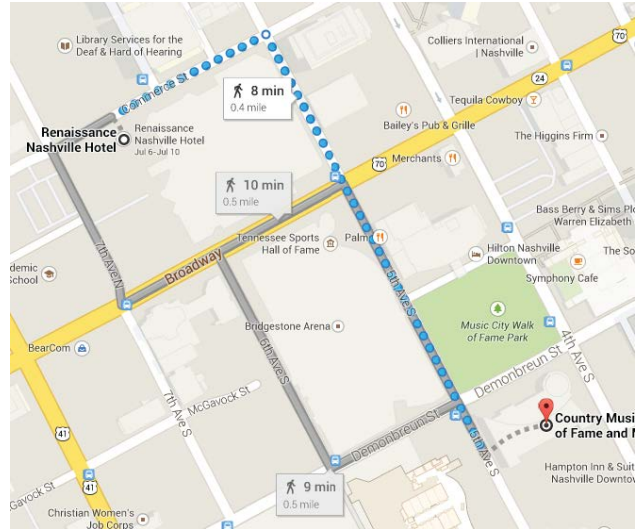 Library Services for the
Deaf & Hard of Hearing
Colliers International
| Nashville
24
Commerce St
8 min
0.4 mile
70
Tequila Cowboy
Bailey's Pub & Grille
The Higgins Firm
Renaissance
Nashville Hotel
Renaissance
Nashville Hotel
Jul 6-Jul 10
Merchants
70
10 min
0.5 mile
Bass Berry & Sims
Warren Elizabeth
Tennessee Sports
Hall of Fame
Palm
Hilton Nashville
Downtown
The
Symphony Cafe
School
7th Ave N
Broadway
5th Ave S
4th Ave S
Music City Walk
of Fame Park
Bridgestone Arena
6th Ave S
BearCom
McGavock St
7th Ave S
Demonbreun St
Demonbreun St
41
5th Ave S
Country
of Fame and
Hampton Inn &
Nashville
9 min
0.5 mile
41
Christian Women's
Job Corps